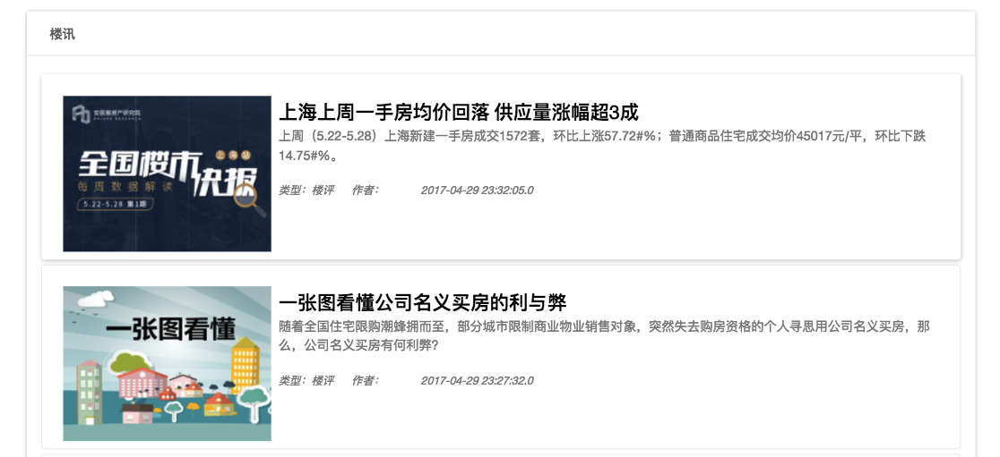 楼讯
安居客房产研究院
全国楼市快报
上海站
每周数据解读
5.22-5.28 第1期
上海上周一手房均价回落 供应量涨幅超3成
上周（5.22-5.28）上海新建一手房成交1572套，环比上涨57.72#%；普通商品住宅成交均价45017元/平，环比下跌
14.75#%。
类型：楼评 作者： 2017-04-29 23:32:05.0
一张图看懂
一张图看懂公司名义买房的利与弊
随着全国住宅限购潮蜂拥而至，部分城市限制商业物业销售对象，突然失去购房资格的个人寻思用公司名义买房，那
么，公司名义买房有何利弊？
类型：楼评 作者： 2017-04-29 23:27:32.0